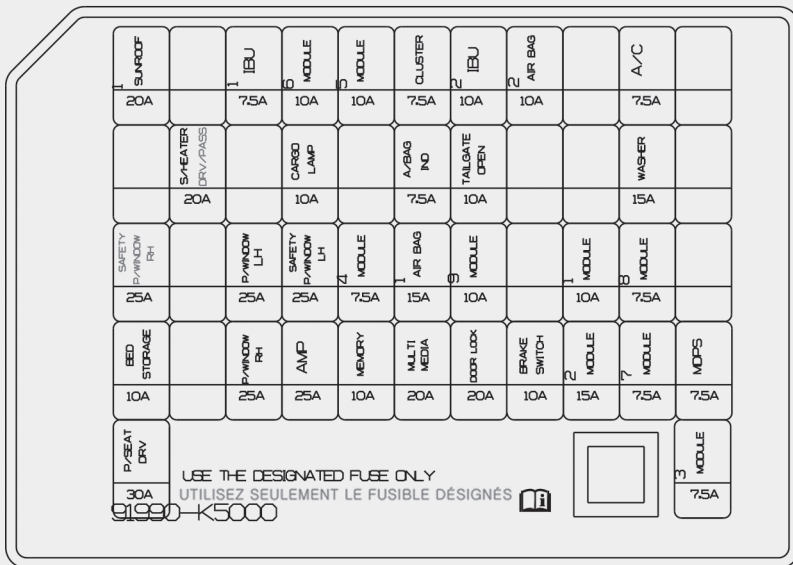 SUNROOF 1
IBU 1
MODULE 6
MODULE 5
CLUSTER
IBU 2
AIR BAG 2
A/C
20A
7.5A
10A
10A
7.5A
10A
10A
7.5A
S/HEATER
DRV/PASS
CARGO
LAMP
A/BAG
IND
TAILGATE
OPEN
WASHER
20A
10A
7.5A
10A
15A
SAFETY
P/WINDOW
RH
P/WINDOW
LH
SAFETY
P/WINDOW
LH
MODULE 4
AIR BAG 1
MODULE 9
MODULE 1
MODULE 8
25A
25A
25A
7.5A
15A
10A
10A
7.5A
BED
STORAGE
P/WINDOW
RH
AMP
MEMORY
MULTI
MEDIA
DOOR LOCK
BRAKE
SWITCH
MODULE 2
MODULE 7
MDPS
10A
25A
25A
10A
20A
20A
10A
15A
7.5A
7.5A
P/SEAT
DRV
MODULE 3
30A
7.5A
USE THE DESIGNATED FUSE ONLY
UTILISEZ SEULEMENT LE FUSIBLE DÉSIGNÉS
i
91990-K5000